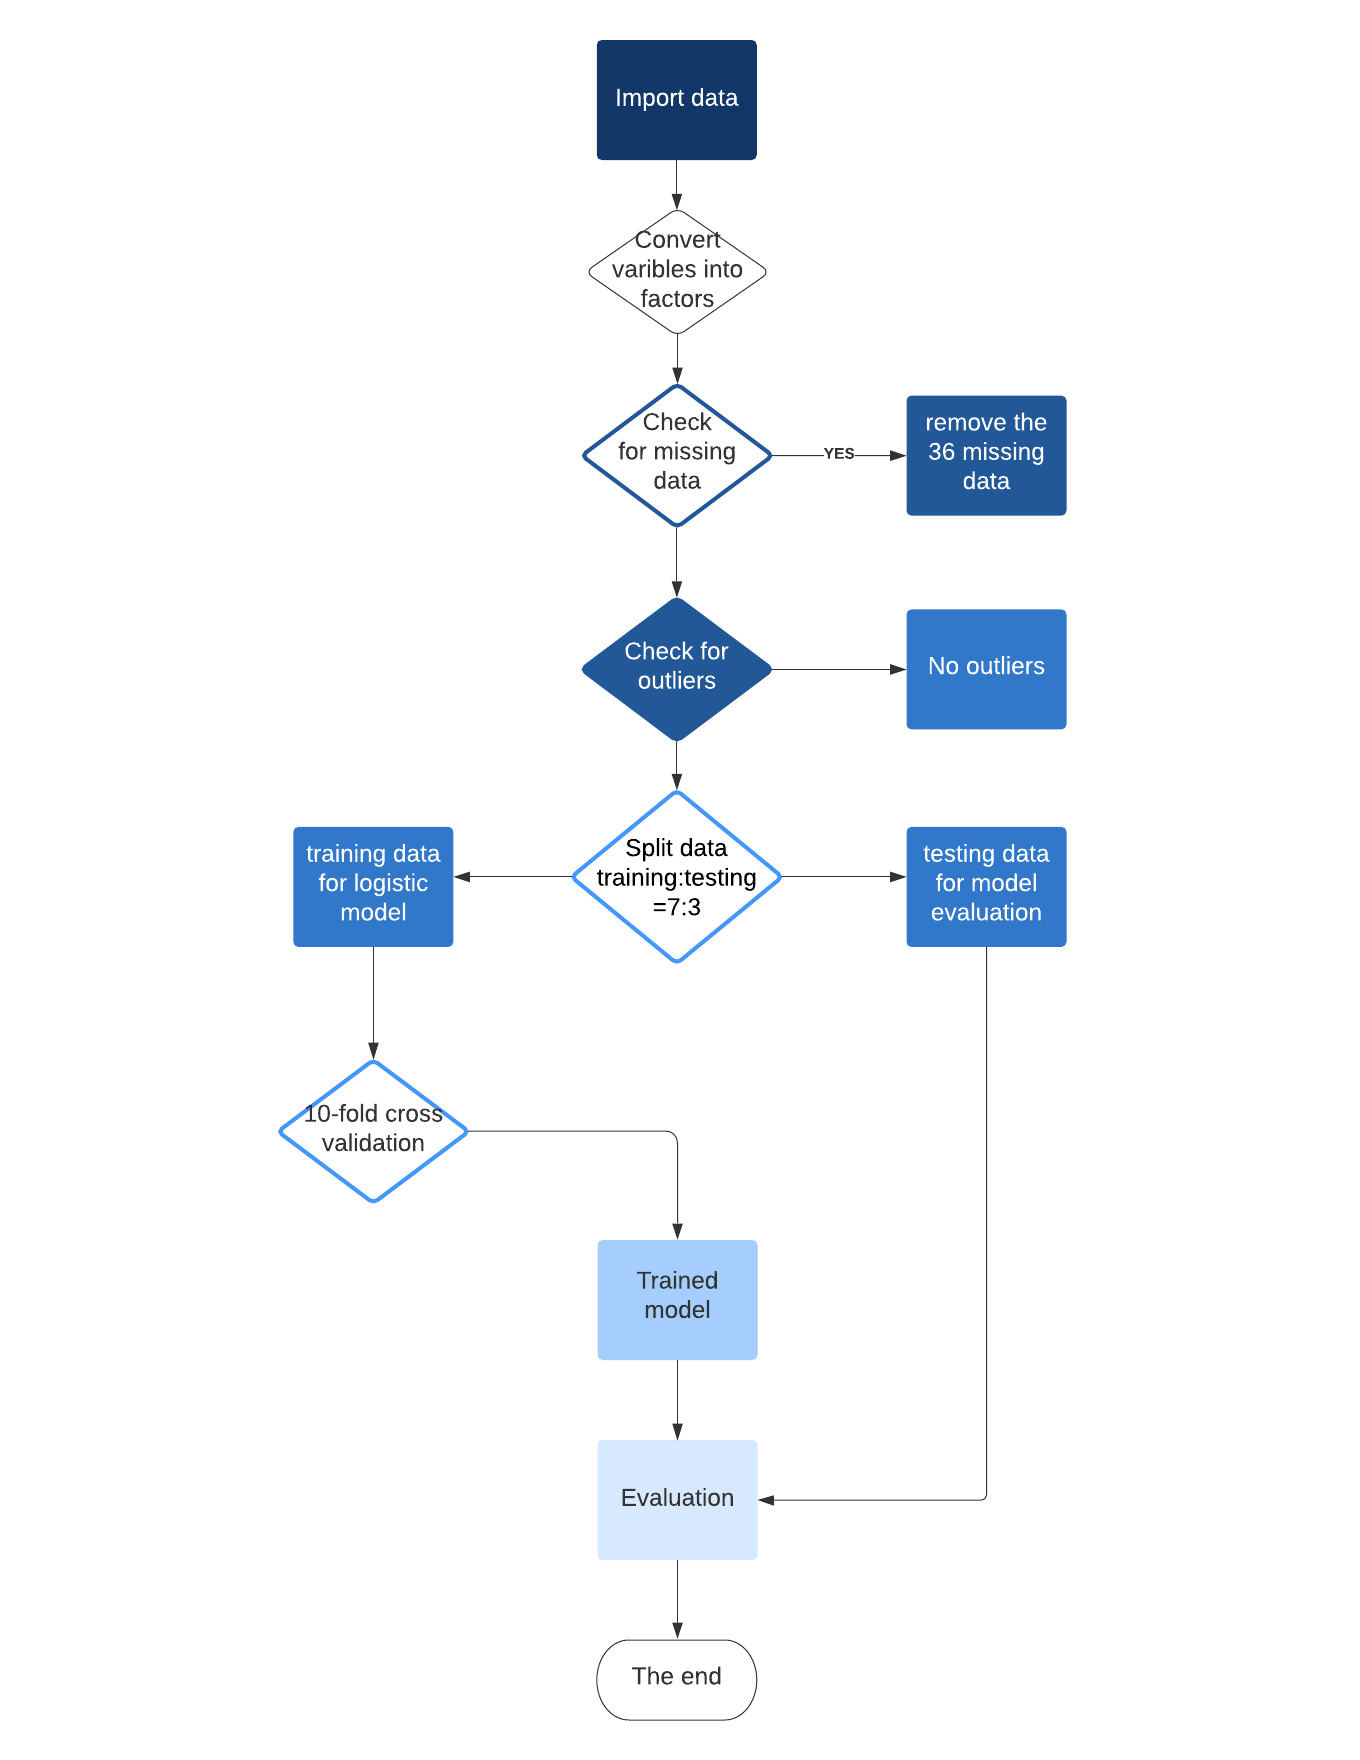 Import data
Convert
varibles into
factors
Check
for missing
data
YES
remove the
36 missing
data
Check for
outliers
No outliers
training data
for logistic
model
Split data
training:testing
=7:3
testing data
for model
evaluation
10-fold cross
validation
Trained
model
Evaluation
The end